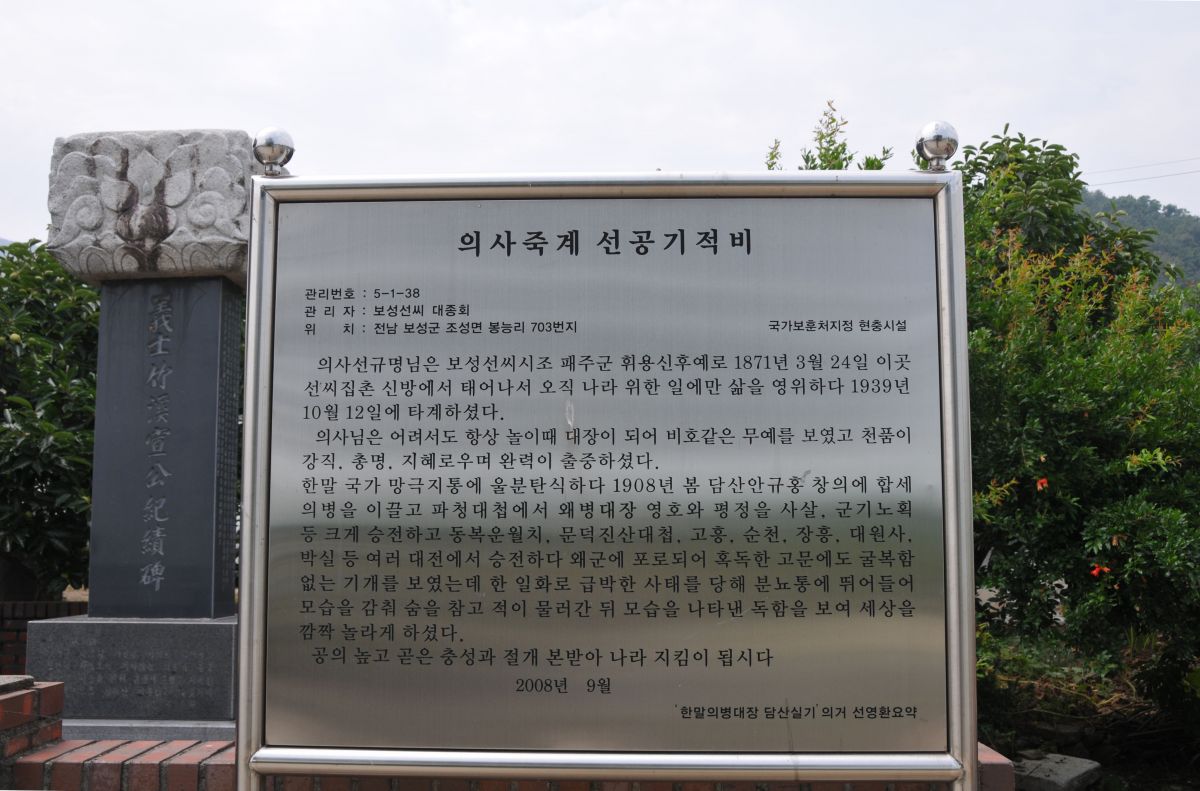 의사죽계 선공기적비
관리번호 : 5-1-38
관 리 자 : 보성선씨 대종회
위 치 : 전남 보성군 조성면 봉능리 703번지
국가보훈처지정 현충시설
의사선규명님은 보성선씨시조 패주군 휘용신후예로 1871년 3월 24일 이곳
선씨집촌 신방에서 태어나서 오직 나라 위한 일에만 삶을 영위하다 1939년
10월 12일에 타계하셨다.
의사님은 어려서도 항상 놀이때 대장이 되어 비호같은 무예를 보였고 천품이
강직, 총명, 지혜로우며 완력이 출중하셨다.
한말 국가 망극지통에 울분탄식하다 1908년 봄 담산안규홍 창의에 합세
의병을 이끌고 파청대첩에서 왜병대장 영호와 평정을 사살, 군기노획
등 크게 승전하고 동복운월치, 문덕진산대첩, 고흥, 순천, 장흥, 대원사,
박실 등 여러 대전에서 승전하다 왜군에 포로되어 혹독한 고문에도 굴복함
없는 기개를 보였는데 한 일화로 급박한 사태를 당해 분뇨통에 뛰어들어
모습을 감춰 숨을 참고 적이 물러간 뒤 모습을 나타낸 독함을 보여 세상을
깜짝 놀라게 하셨다.
공의 높고 곧은 충성과 절개 본받아 나라 지킴이 됩시다
2008년 9월
'한말의병대장 담산실기'의거 선영환요약
義士竹溪宣公紀績碑